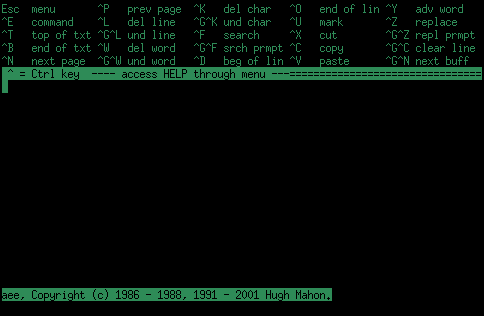 Esc  menu        ^P   prev page  ^K   del char   ^O   end of lin ^Y   adv word
^E   command     ^L   del line   ^G^K und char   ^U   mark       ^Z   replace
^T   top of txt  ^G^L und line   ^F   search     ^X   cut        ^G^Z repl prmpt
^B   end of txt  ^W   del word   ^G^F srch prmpt ^C   copy       ^G^C clear line
^N   next page   ^G^W und word   ^D   beg of lin ^V   paste      ^G^N next buff
^ = Ctrl key  ---- access HELP through menu ---================================
aee, Copyright (c) 1986 - 1988, 1991 - 2001 Hugh Mahon.